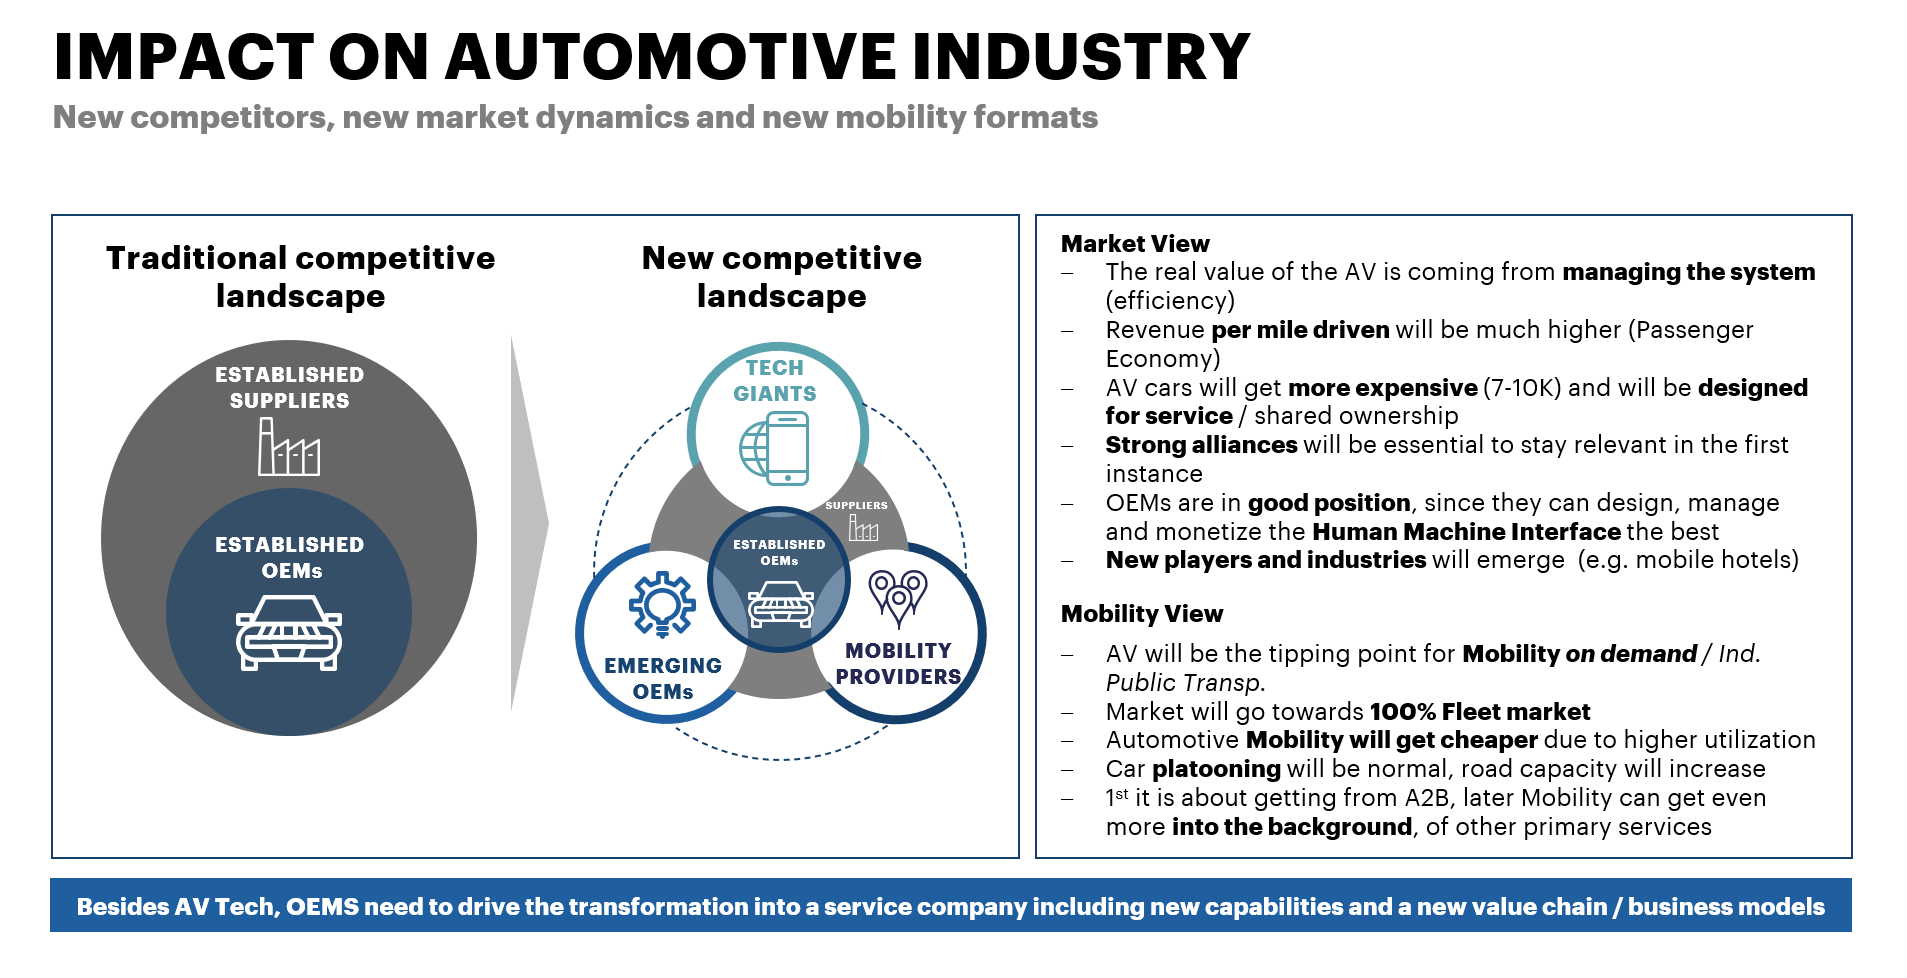 IMPACT ON AUTOMOTIVE INDUSTRY
New competitors, new market dynamics and new mobility formats
Traditional competitive
landscape
ESTABLISHED
SUPPLIERS
ESTABLISHED
OEMs
New competitive
landscape
TECH
GIANTS
SUPPLIERS
ESTABLISHED
OEMs
EMERGING
OEMs
MOBILITY
PROVIDERS
Market View
– The real value of the AV is coming from managing the system
(efficiency)
– Revenue per mile driven will be much higher (Passenger
Economy)
– AV cars will get more expensive (7-10K) and will be designed
for service / shared ownership
– Strong alliances will be essential to stay relevant in the first
instance
– OEMs are in good position, since they can design, manage
and monetize the Human Machine Interface the best
– New players and industries will emerge (e.g. mobile hotels)
Mobility View
– AV will be the tipping point for Mobility on demand / Ind.
Public Transp.
– Market will go towards 100% Fleet market
– Automotive Mobility will get cheaper due to higher utilization
– Car platooning will be normal, road capacity will increase
– 1st it is about getting from A2B, later Mobility can get even
more into the background, of other primary services
Besides AV Tech, OEMS need to drive the transformation into a service company including new capabilities and a new value chain / business models